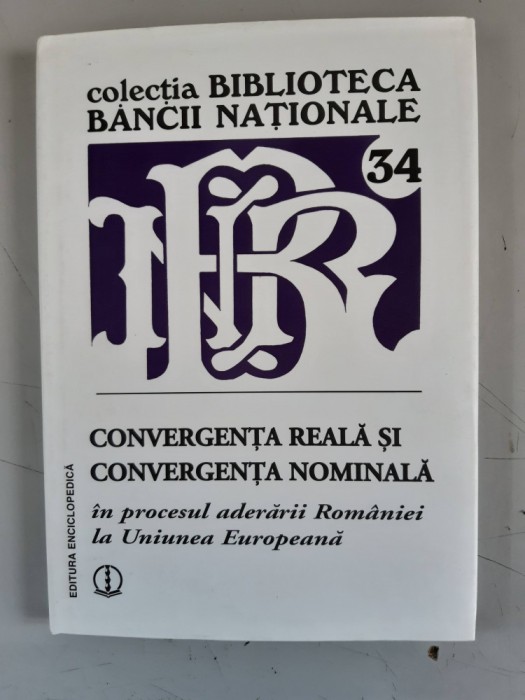 colecția BIBLIOTECA
BĂNCII NAȚIONALE
34
BNR
CONVERGENȚA REALĂ ȘI
CONVERGENȚA NOMINALĂ
în procesul aderării României
la Uniunea Europeană
EDITURA ENCICLOPEDICĂ